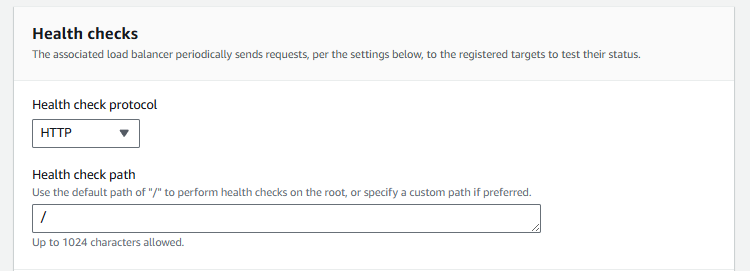 Health checks
The associated load balancer periodically sends requests, per the settings below, to the registered targets to test their status.
Health check protocol
HTTP
Health check path
Use the default path of "/" to perform health checks on the root, or specify a custom path if preferred.
/
Up to 1024 characters allowed.